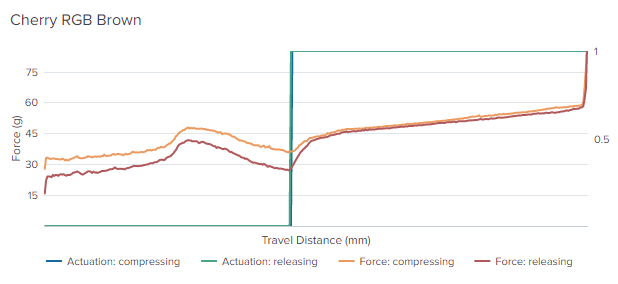 Cherry RGB Brown
1
75
60
0.5
45
30
15
Force (g)
Travel Distance (mm)
Actuation: compressing Actuation: releasing Force: compressing Force: releasing